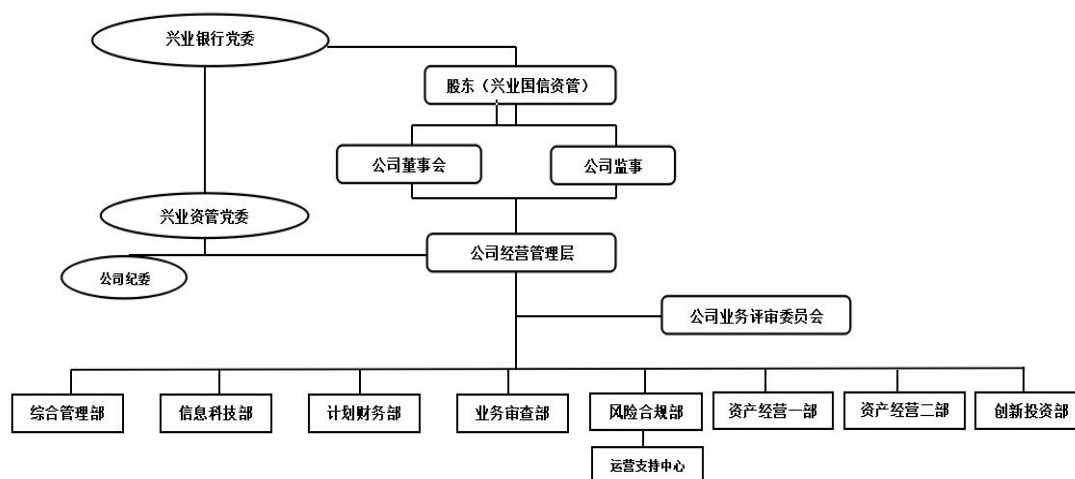 兴业银行党委
股东（兴业国信资管）
公司董事会
公司监事
兴业资管党委
公司经营管理层
公司纪委
公司业务评审委员会
综合管理部
信息科技部
计划财务部
业务审查部
风险合规部
资产经营一部
资产经营二部
创新投资部
运营支持中心